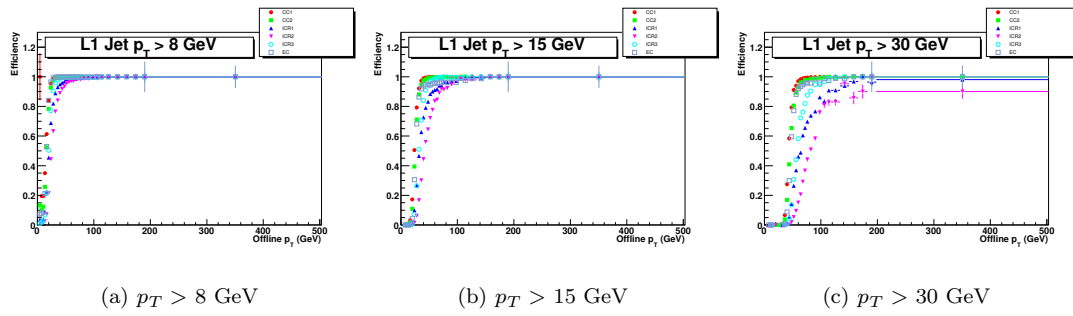 L1 Jet p_T > 8 GeV
CC1
CC2
ICR1
ICR2
ICR3
EC
Efficiency
1.2
1
0.8
0.6
0.4
0.2
0
0 100 200 300 400 500
Offline p_T (GeV)
L1 Jet p_T > 15 GeV
CC1
CC2
ICR1
ICR2
ICR3
EC
Efficiency
1.2
1
0.8
0.6
0.4
0.2
0
0 100 200 300 400 500
Offline p_T (GeV)
L1 Jet p_T > 30 GeV
CC1
CC2
ICR1
ICR2
ICR3
EC
Efficiency
1.2
1
0.8
0.6
0.4
0.2
0
0 100 200 300 400 500
Offline p_T (GeV)
(a) p_T > 8 GeV
(b) p_T > 15 GeV
(c) p_T > 30 GeV